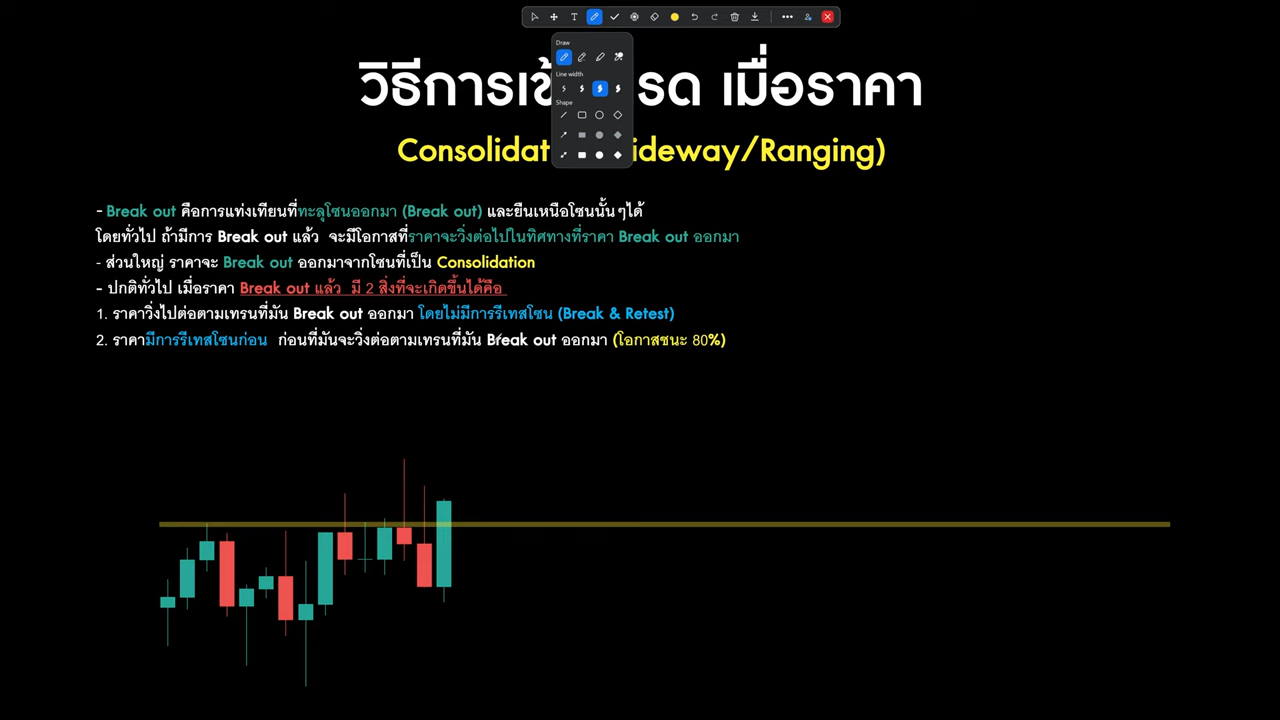 Draw
Line width
Shape
วิธีการเข้ รด เมื่อราคา
Consolidat ideway/Ranging)
- Break out คือการแท่งเทียนที่ทะลุโซนออกมา (Break out) และยืนเหนือโซนนั้นๆได้
โดยทั่วไป ถ้ามีการ Break out แล้ว จะมีโอกาสที่ราคาจะวิ่งต่อไปในทิศทางที่ราคา Break out ออกมา
- ส่วนใหญ่ ราคาจะ Break out ออกมาจากโซนที่เป็น Consolidation
- ปกติทั่วไป เมื่อราคา Break out แล้ว มี 2 สิ่งที่จะเกิดขึ้นได้คือ
1. ราคาวิ่งไปต่อตามเทรนที่มัน Break out ออกมา โดยไม่มีการรีเทสโซน (Break & Retest)
2. ราคามีการรีเทสโซนก่อน ก่อนที่มันจะวิ่งต่อตามเทรนที่มัน Break out ออกมา (โอกาสชนะ 80%)